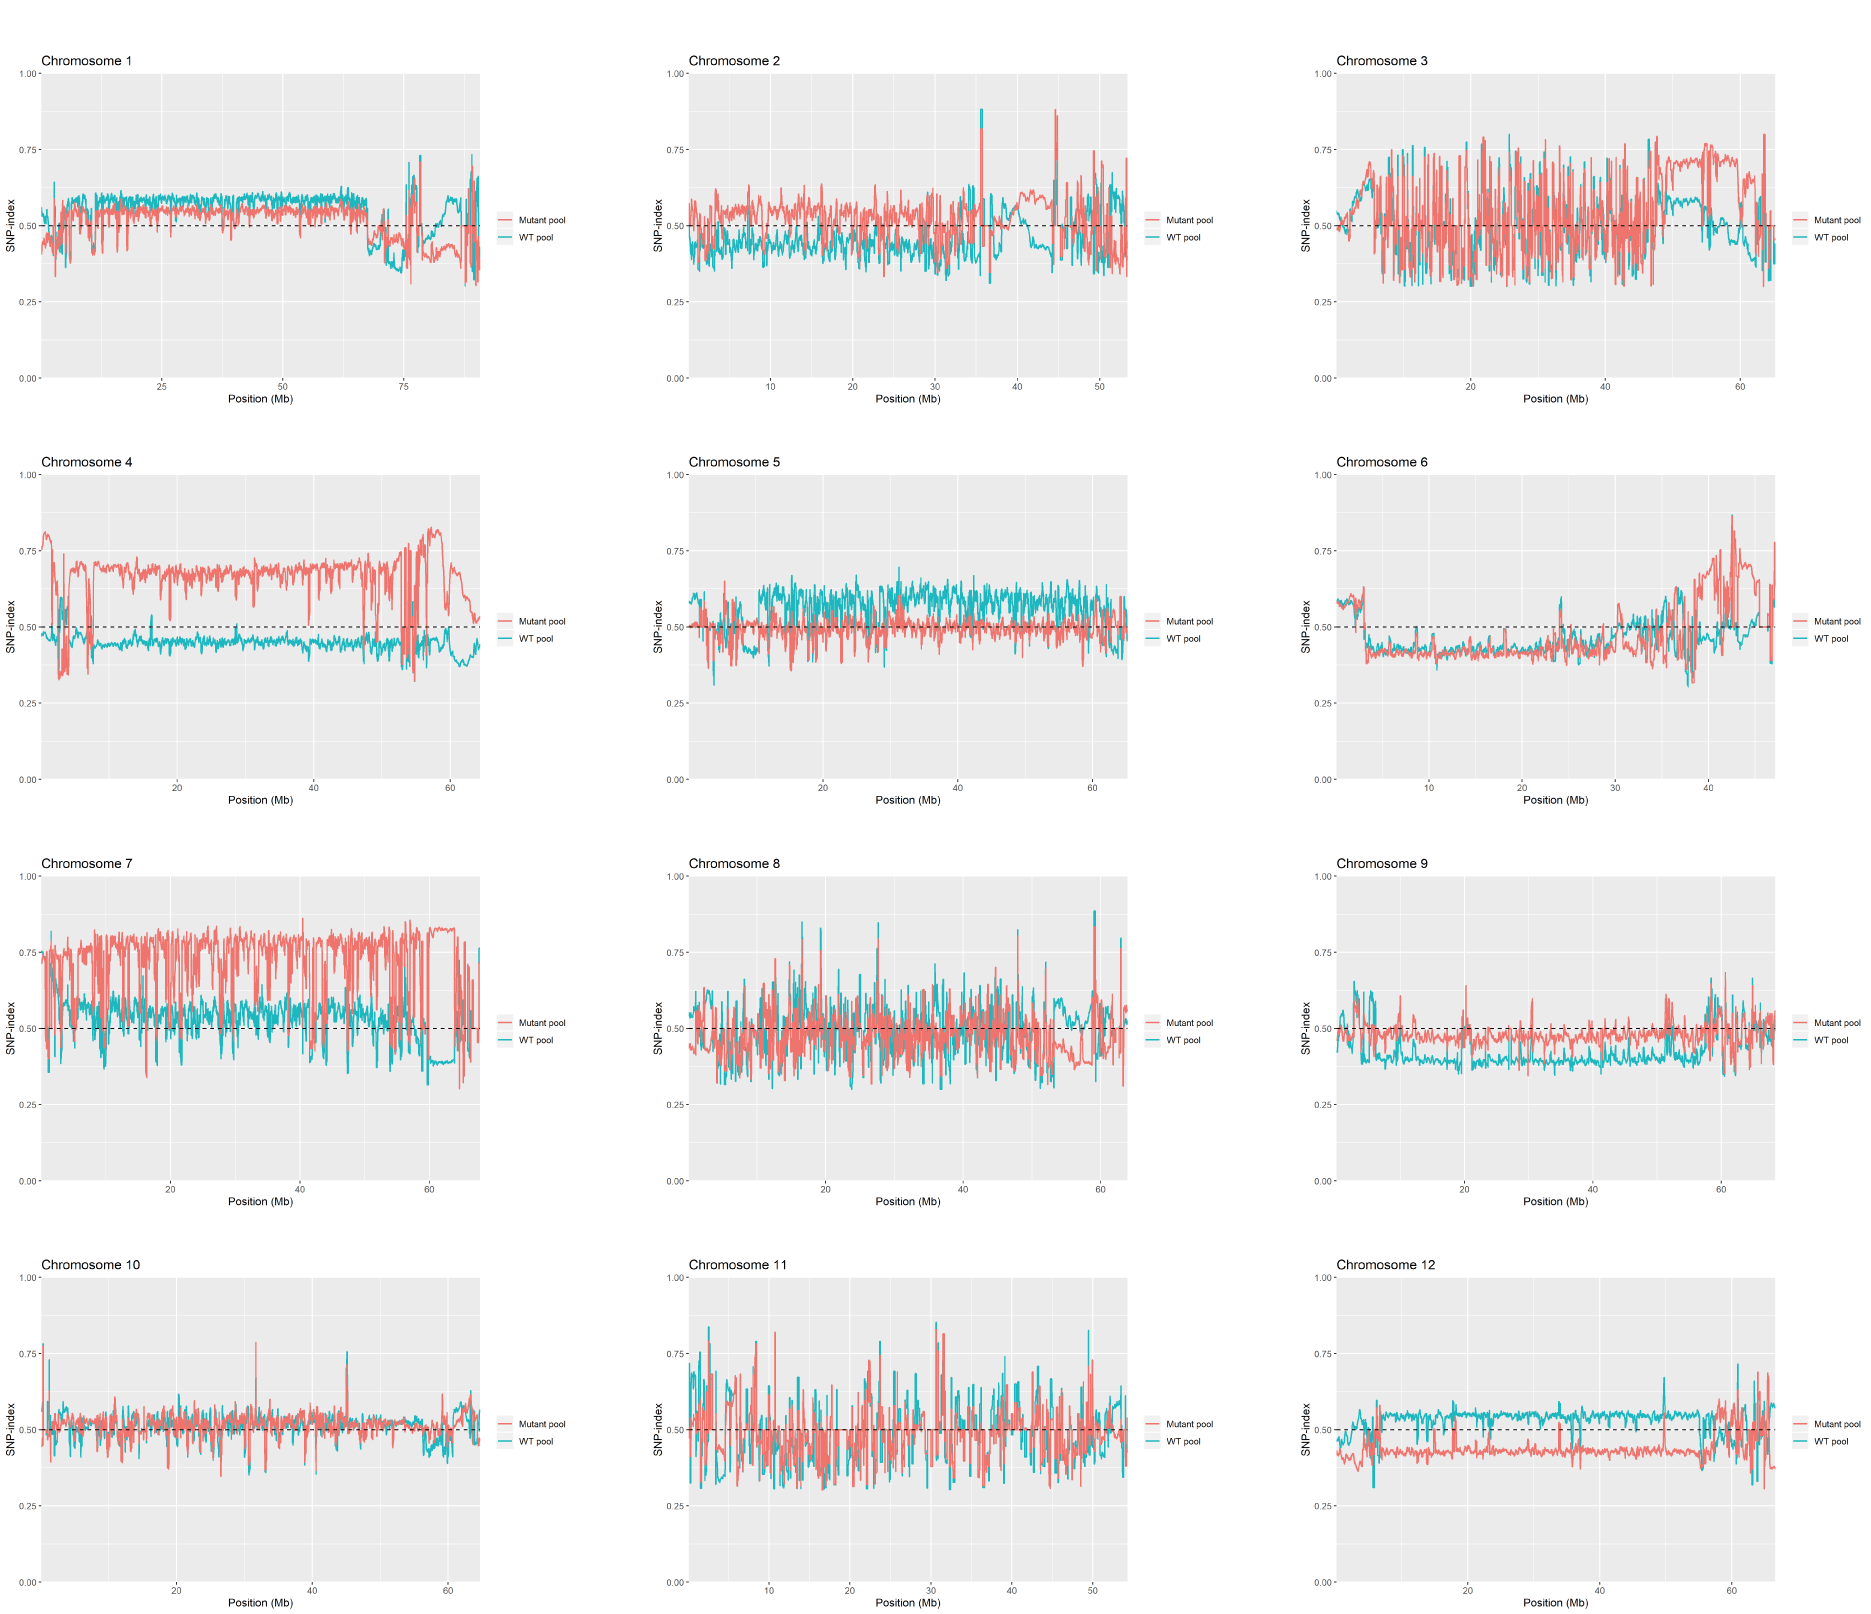 Chromosome 1
1.00
0.75
0.50
0.25
0.00
SNP-index
25 50 75
Position (Mb)
Mutant pool
WT pool
Chromosome 2
1.00
0.75
0.50
0.25
0.00
SNP-index
10 20 30 40 50
Position (Mb)
Mutant pool
WT pool
Chromosome 3
1.00
0.75
0.50
0.25
0.00
SNP-index
20 40 60
Position (Mb)
Mutant pool
WT pool
Chromosome 4
1.00
0.75
0.50
0.25
0.00
SNP-index
20 40 60
Position (Mb)
Mutant pool
WT pool
Chromosome 5
1.00
0.75
0.50
0.25
0.00
SNP-index
20 40 60
Position (Mb)
Mutant pool
WT pool
Chromosome 6
1.00
0.75
0.50
0.25
0.00
SNP-index
10 20 30 40
Position (Mb)
Mutant pool
WT pool
Chromosome 7
1.00
0.75
0.50
0.25
0.00
SNP-index
20 40 60
Position (Mb)
Mutant pool
WT pool
Chromosome 8
1.00
0.75
0.50
0.25
0.00
SNP-index
20 40 60
Position (Mb)
Mutant pool
WT pool
Chromosome 9
1.00
0.75
0.50
0.25
0.00
SNP-index
20 40 60
Position (Mb)
Mutant pool
WT pool
Chromosome 10
1.00
0.75
0.50
0.25
0.00
SNP-index
20 40 60
Position (Mb)
Mutant pool
WT pool
Chromosome 11
1.00
0.75
0.50
0.25
0.00
SNP-index
10 20 30 40 50
Position (Mb)
Mutant pool
WT pool
Chromosome 12
1.00
0.75
0.50
0.25
0.00
SNP-index
20 40 60
Position (Mb)
Mutant pool
WT pool